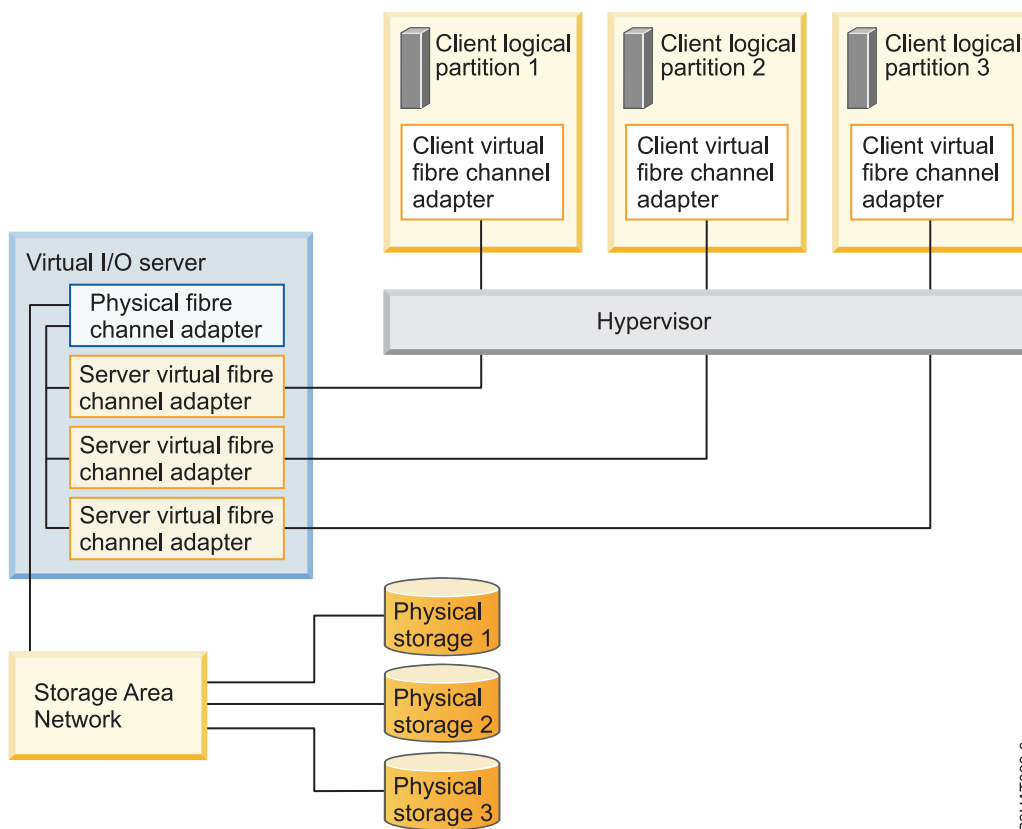 Client logical
partition 1
Client logical
partition 2
Client logical
partition 3
Client virtual
fibre channel
adapter
Client virtual
fibre channel
adapter
Client virtual
fibre channel
adapter
Virtual I/O server
Physical fibre
channel adapter
Hypervisor
Server virtual fibre
channel adapter
Server virtual fibre
channel adapter
Server virtual fibre
channel adapter
Physical
storage 1
Storage Area
Network
Physical
storage 2
Physical
storage 3